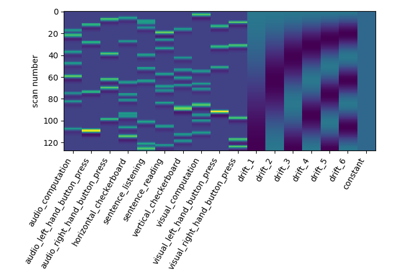 scan number
0
20
40
60
80
100
120
audio_computation
audio_left_hand_button_press
audio_right_hand_button_press
horizontal_checkerboard
sentence_listening
sentence_reading
vertical_checkerboard
visual_computation
visual_left_hand_button_press
visual_right_hand_button_press
drift_1
drift_2
drift_3
drift_4
drift_5
drift_6
constant